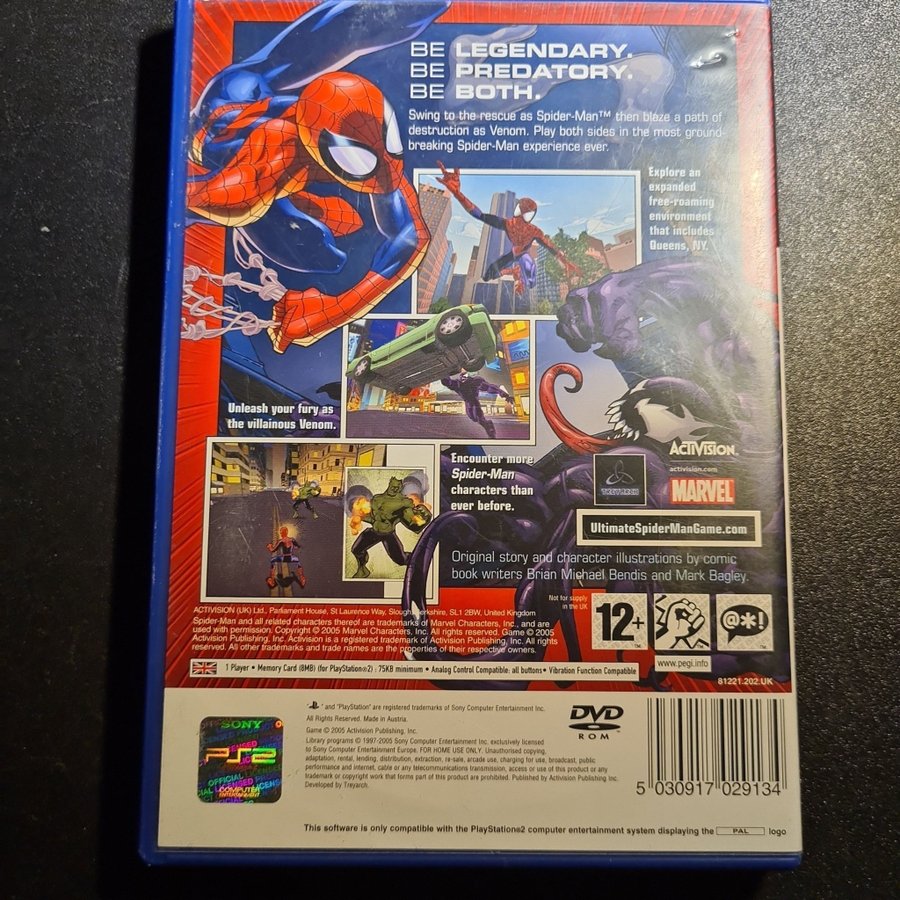 BE LEGENDARY.
BE PREDATORY.
BE BOTH.
Swing to the rescue as Spider-Man™ then blaze a path of
destruction as Venom. Play both sides in the most ground-
breaking Spider-Man experience ever.
Explore an
expanded
free-roaming
environment
that includes
Queens, NY.
Unleash your fury as
the villainous Venom.
Encounter more
Spider-Man
characters than
ever before.
ACTIVISION.
activision.com
TREYARCH
MARVEL
UltimateSpiderManGame.com
Original story and character illustrations by comic
book writers Brian Michael Bendis and Mark Bagley.
Not for supply
in the UK
12+
@*!
www.pegi.info
ACTIVISION (UK) Ltd., Parliament House, St Laurence Way, Slough, Berkshire, SL1 2BW, United Kingdom
Spider-Man and all related characters thereof are trademarks of Marvel Characters, Inc., and are
used with permission. Copyright © 2005 Marvel Characters, Inc. All rights reserved. Game © 2005
Activision Publishing, Inc. Activision is a registered trademark of Activision Publishing, Inc. All rights
reserved. All other trademarks and trade names are the properties of their respective owners.
1 Player • Memory Card (8MB) (for PlayStation®2) : 75KB minimum • Analog Control Compatible: all buttons • Vibration Function Compatible
81221.202.UK
" and "PlayStation" are registered trademarks of Sony Computer Entertainment Inc.
All Rights Reserved. Made in Austria.
Game © 2005 Activision Publishing, Inc.
Library programs © 1997-2005 Sony Computer Entertainment Inc. exclusively licensed
to Sony Computer Entertainment Europe. FOR HOME USE ONLY. Unauthorised copying,
adaptation, rental, lending, distribution, extraction, re-sale, arcade use, charging for use, broadcast, public
performance and internet, cable or any telecommunications transmission, access or use of this product or any
trademark or copyright work that forms part of this product are prohibited. Published by Activision Publishing, Inc.
Developed by Treyarch.
SONY
PS2
OFFICIAL
LICENSED
COMPUTER
ENTERTAINMENT
DVD
ROM
5 030917 029134
This software is only compatible with the PlayStation®2 computer entertainment system displaying the PAL logo